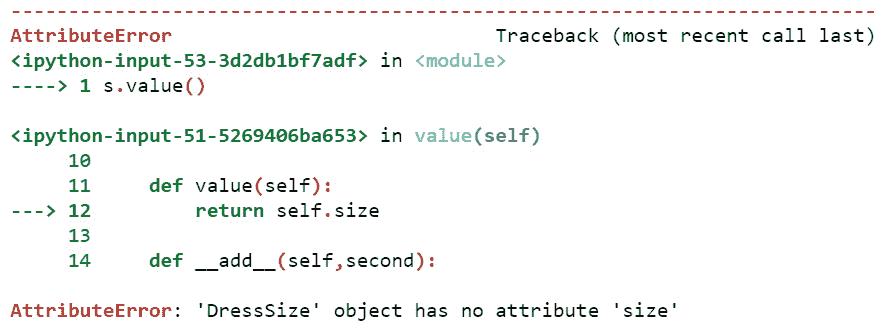 ---------------------------------------------------------------------------
AttributeError                            Traceback (most recent call last)
<ipython-input-53-3d2db1bf7adf> in <module>
----> 1 s.value()

<ipython-input-51-5269406ba653> in value(self)
     10
     11     def value(self):
---> 12         return self.size
     13
     14     def __add__(self,second):

AttributeError: 'DressSize' object has no attribute 'size'